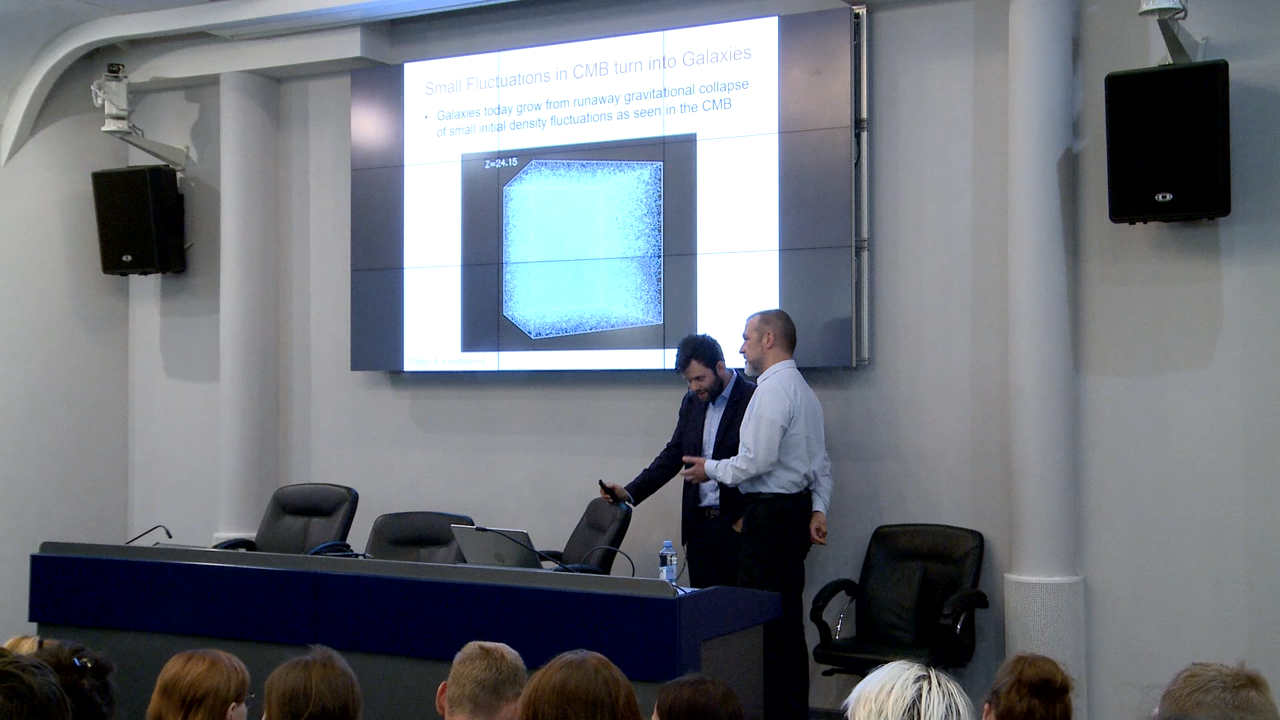 Small Fluctuations in CMB turn into Galaxies
• Galaxies today grow from runaway gravitational collapse
of small initial density fluctuations as seen in the CMB
Z=24.15